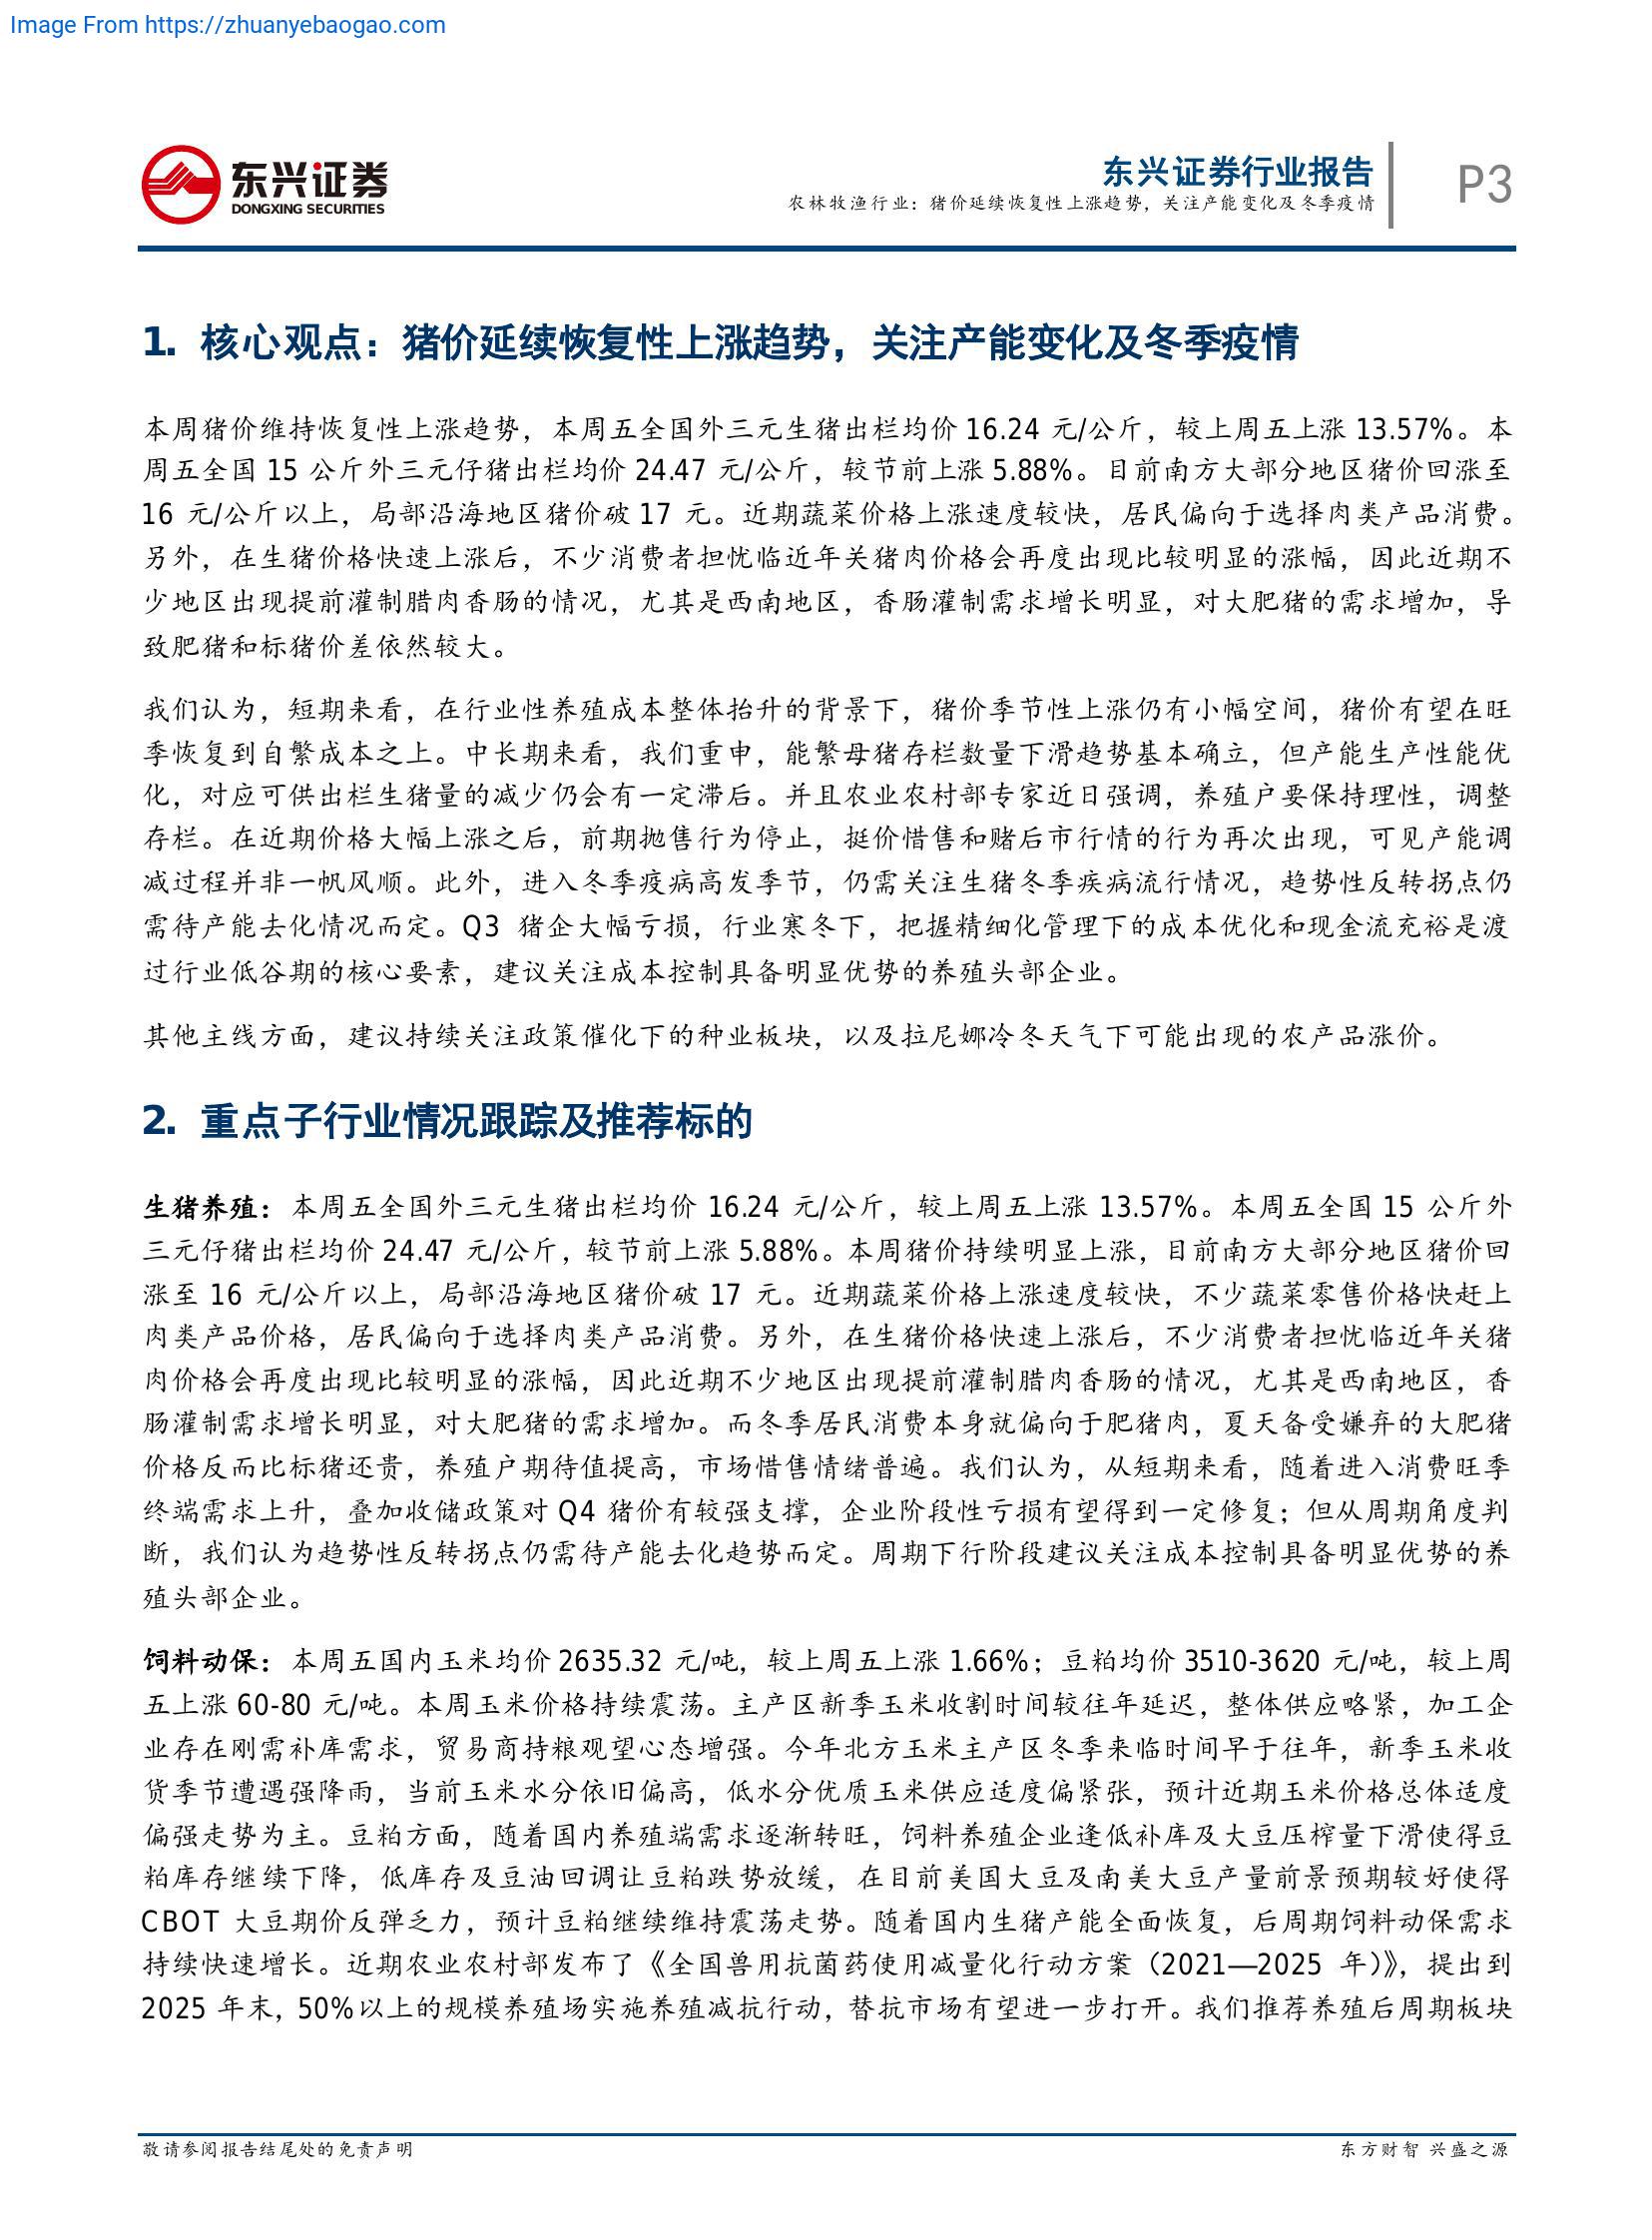 Image From https://zhuanyebaogao.com
东兴证券
DONGXING SECURITIES
东兴证券行业报告
农林牧渔行业：猪价延续恢复性上涨趋势，关注产能变化及冬季疫情
P3
1. 核心观点：猪价延续恢复性上涨趋势，关注产能变化及冬季疫情
本周猪价维持恢复性上涨趋势，本周五全国外三元生猪出栏均价 16.24 元/公斤，较上周五上涨 13.57%。本
周五全国 15 公斤外三元仔猪出栏均价 24.47 元/公斤，较节前上涨 5.88%。目前南方大部分地区猪价回涨至
16 元/公斤以上，局部沿海地区猪价破 17 元。近期蔬菜价格上涨速度较快，居民偏向于选择肉类产品消费。
另外，在生猪价格快速上涨后，不少消费者担忧临近年关猪肉价格会再度出现比较明显的涨幅，因此近期不
少地区出现提前灌制腊肉香肠的情况，尤其是西南地区，香肠灌制需求增长明显，对大肥猪的需求增加，导
致肥猪和标猪价差依然较大。
我们认为，短期来看，在行业性养殖成本整体抬升的背景下，猪价季节性上涨仍有小幅空间，猪价有望在旺
季恢复到自繁成本之上。中长期来看，我们重申，能繁母猪存栏数量下滑趋势基本确立，但产能生产性能优
化，对应可供出栏生猪量的减少仍会有一定滞后。并且农业农村部专家近日强调，养殖户要保持理性，调整
存栏。在近期价格大幅上涨之后，前期抛售行为停止，挺价惜售和赌后市行情的行为再次出现，可见产能调
减过程并非一帆风顺。此外，进入冬季疫病高发季节，仍需关注生猪冬季疾病流行情况，趋势性反转拐点仍
需待产能去化情况而定。Q3 猪企大幅亏损，行业寒冬下，把握精细化管理下的成本优化和现金流充裕是渡
过行业低谷期的核心要素，建议关注成本控制具备明显优势的养殖头部企业。
其他主线方面，建议持续关注政策催化下的种业板块，以及拉尼娜冷冬天气下可能出现的农产品涨价。
2. 重点子行业情况跟踪及推荐标的
生猪养殖：本周五全国外三元生猪出栏均价 16.24 元/公斤，较上周五上涨 13.57%。本周五全国 15 公斤外
三元仔猪出栏均价 24.47 元/公斤，较节前上涨 5.88%。本周猪价持续明显上涨，目前南方大部分地区猪价回
涨至 16 元/公斤以上，局部沿海地区猪价破 17 元。近期蔬菜价格上涨速度较快，不少蔬菜零售价格快赶上
肉类产品价格，居民偏向于选择肉类产品消费。另外，在生猪价格快速上涨后，不少消费者担忧临近年关猪
肉价格会再度出现比较明显的涨幅，因此近期不少地区出现提前灌制腊肉香肠的情况，尤其是西南地区，香
肠灌制需求增长明显，对大肥猪的需求增加。而冬季居民消费本身就偏向于肥猪肉，夏天备受嫌弃的大肥猪
价格反而比标猪还贵，养殖户期待值提高，市场惜售情绪普遍。我们认为，从短期来看，随着进入消费旺季
终端需求上升，叠加收储政策对 Q4 猪价有较强支撑，企业阶段性亏损有望得到一定修复；但从周期角度判
断，我们认为趋势性反转拐点仍需待产能去化趋势而定。周期下行阶段建议关注成本控制具备明显优势的养
殖头部企业。
饲料动保：本周五国内玉米均价 2635.32 元/吨，较上周五上涨 1.66%；豆粕均价 3510-3620 元/吨，较上周
五上涨 60-80 元/吨。本周玉米价格持续震荡。主产区新季玉米收割时间较往年延迟，整体供应略紧，加工企
业存在刚需补库需求，贸易商持粮观望心态增强。今年北方玉米主产区冬季来临时间早于往年，新季玉米收
货季节遭遇强降雨，当前玉米水分依旧偏高，低水分优质玉米供应适度偏紧张，预计近期玉米价格总体适度
偏强走势为主。豆粕方面，随着国内养殖端需求逐渐转旺，饲料养殖企业逢低补库及大豆压榨量下滑使得豆
粕库存继续下降，低库存及豆油回调让豆粕跌势放缓，在目前美国大豆及南美大豆产量前景预期较好使得
CBOT 大豆期价反弹乏力，预计豆粕继续维持震荡走势。随着国内生猪产能全面恢复，后周期饲料动保需求
持续快速增长。近期农业农村部发布了《全国兽用抗菌药使用减量化行动方案（2021—2025 年）》，提出到
2025 年末，50%以上的规模养殖场实施养殖减抗行动，替抗市场有望进一步打开。我们推荐养殖后周期板块
敬请参阅报告结尾处的免责声明
东方财智 兴盛之源